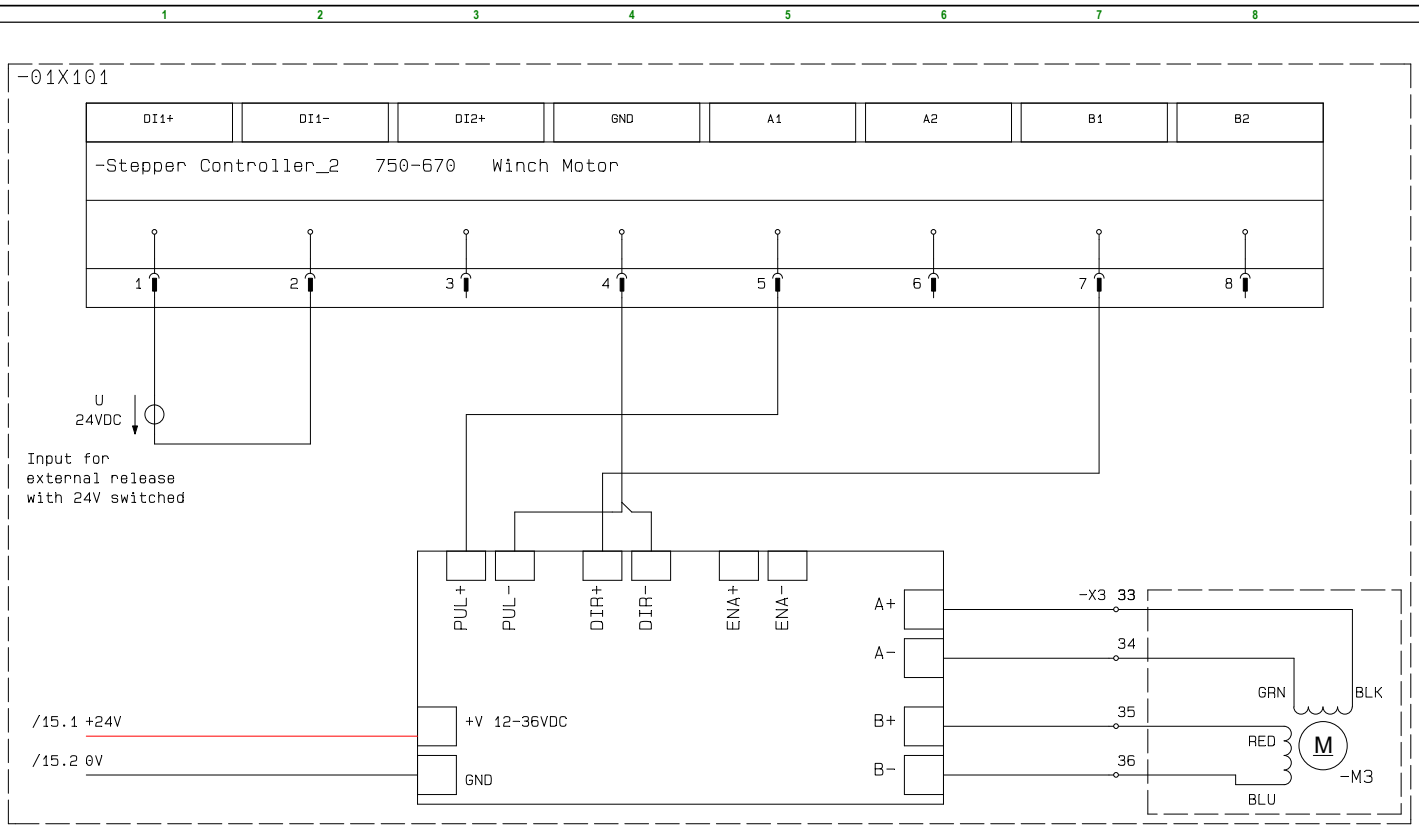 1 2 3 4 5 6 7 8
-01X101
DI1+ DI1- DI2+ GND A1 A2 B1 B2
-Stepper Controller_2 750-670 Winch Motor
1 2 3 4 5 6 7 8
U
24VDC
Input for
external release
with 24V switched
PUL+ PUL- DIR+ DIR- ENA+ ENA-
A+ -X3 33
A- 34
GRN BLK
/15.1 +24V +V 12-36VDC B+ 35
RED M
/15.2 0V GND B- 36
-M3
BLU